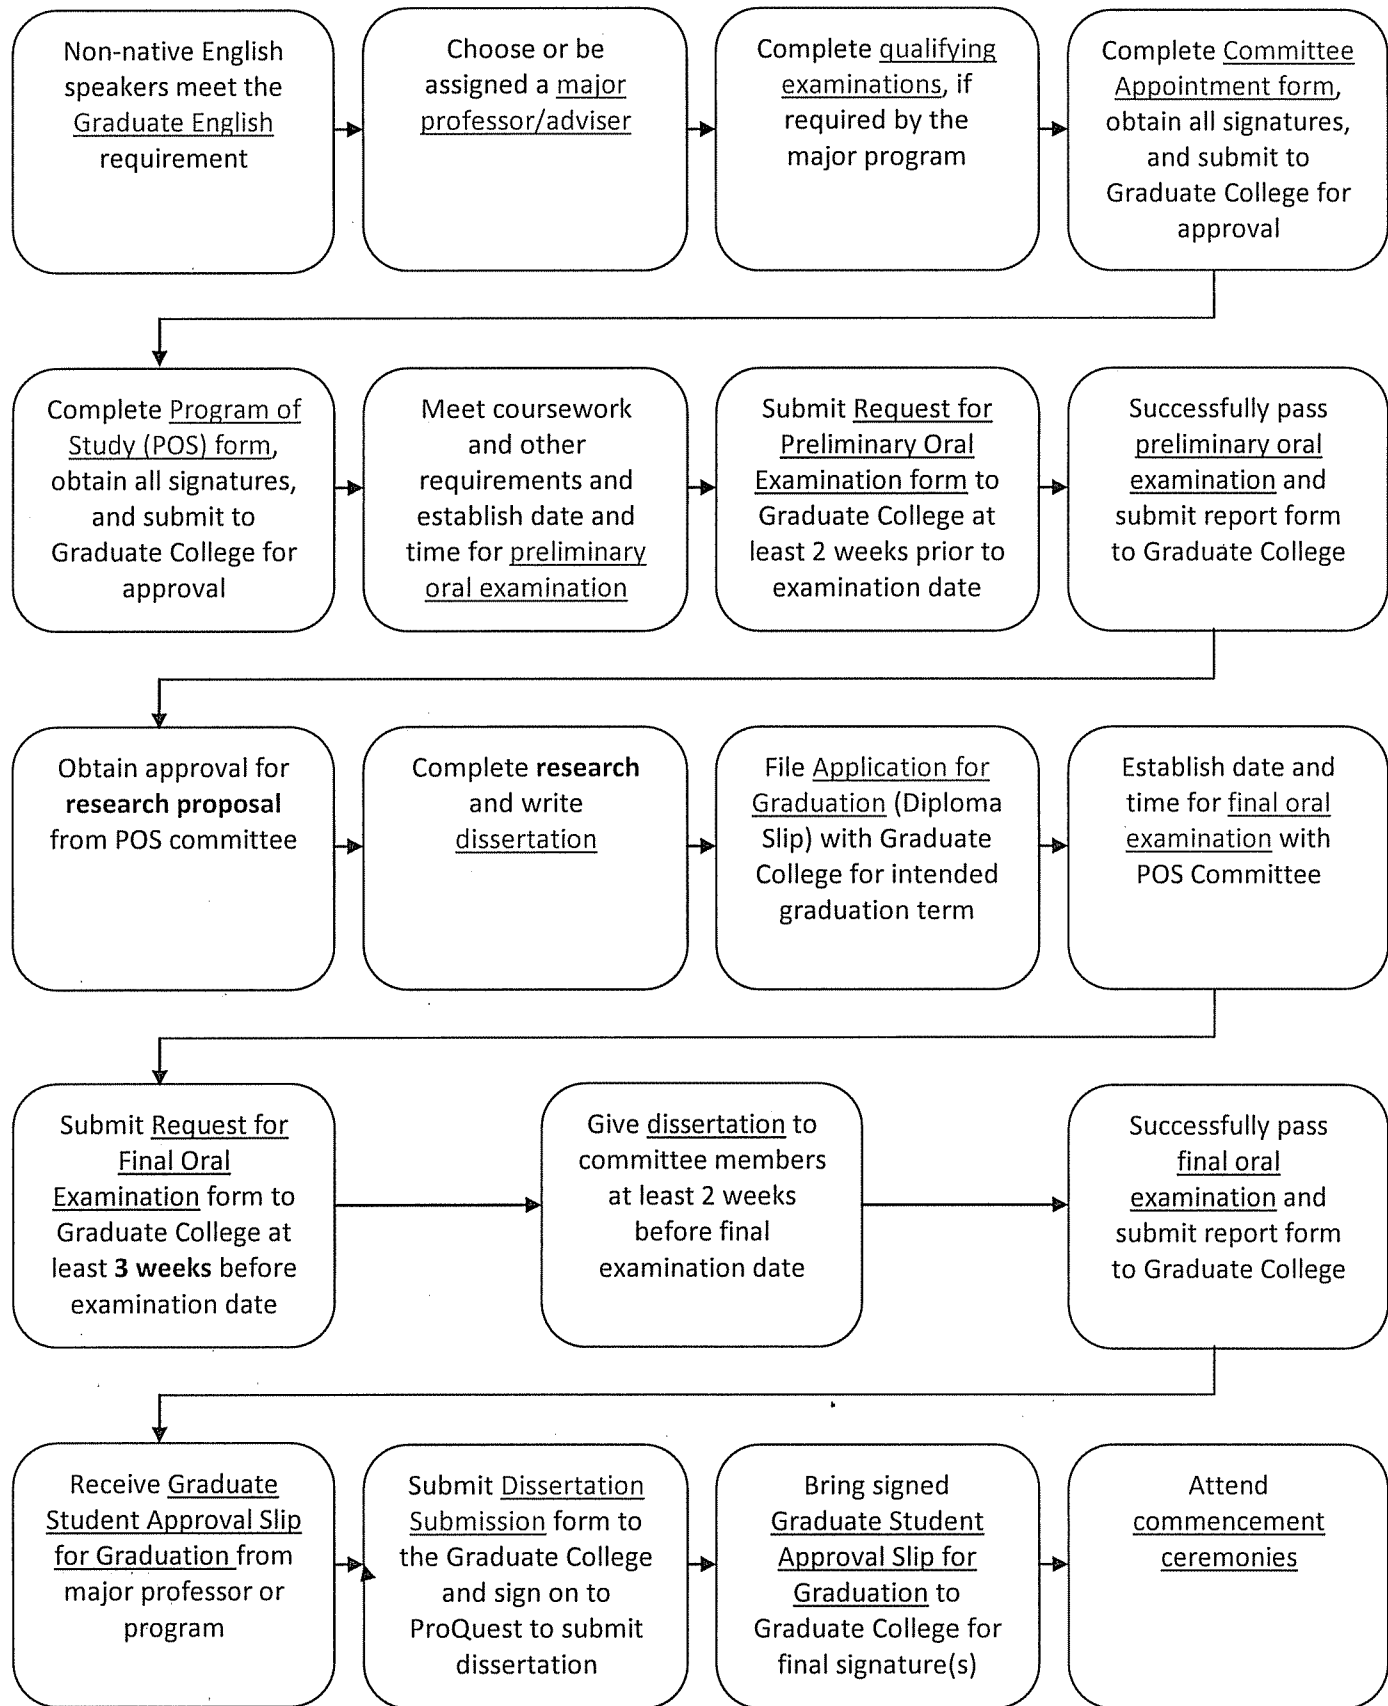 Non-native English
speakers meet the
Graduate English
requirement
Choose or be
assigned a major
professor/adviser
Complete qualifying
examinations, if
required by the
major program
Complete Committee
Appointment form,
obtain all signatures,
and submit to
Graduate College for
approval
Complete Program of
Study (POS) form,
obtain all signatures,
and submit to
Graduate College for
approval
Meet coursework
and other
requirements and
establish date and
time for preliminary
oral examination
Submit Request for
Preliminary Oral
Examination form to
Graduate College at
least 2 weeks prior to
examination date
Successfully pass
preliminary oral
examination and
submit report form
to Graduate College
Obtain approval for
research proposal
from POS committee
Complete research
and write
dissertation
File Application for
Graduation (Diploma
Slip) with Graduate
College for intended
graduation term
Establish date and
time for final oral
examination with
POS Committee
Submit Request for
Final Oral
Examination form to
Graduate College at
least 3 weeks before
examination date
Give dissertation to
committee members
at least 2 weeks
before final
examination date
Successfully pass
final oral
examination and
submit report form
to Graduate College
Receive Graduate
Student Approval Slip
for Graduation from
major professor or
program
Submit Dissertation
Submission form to
the Graduate College
and sign on to
ProQuest to submit
dissertation
Bring signed
Graduate Student
Approval Slip for
Graduation to
Graduate College for
final signature(s)
Attend
commencement
ceremonies